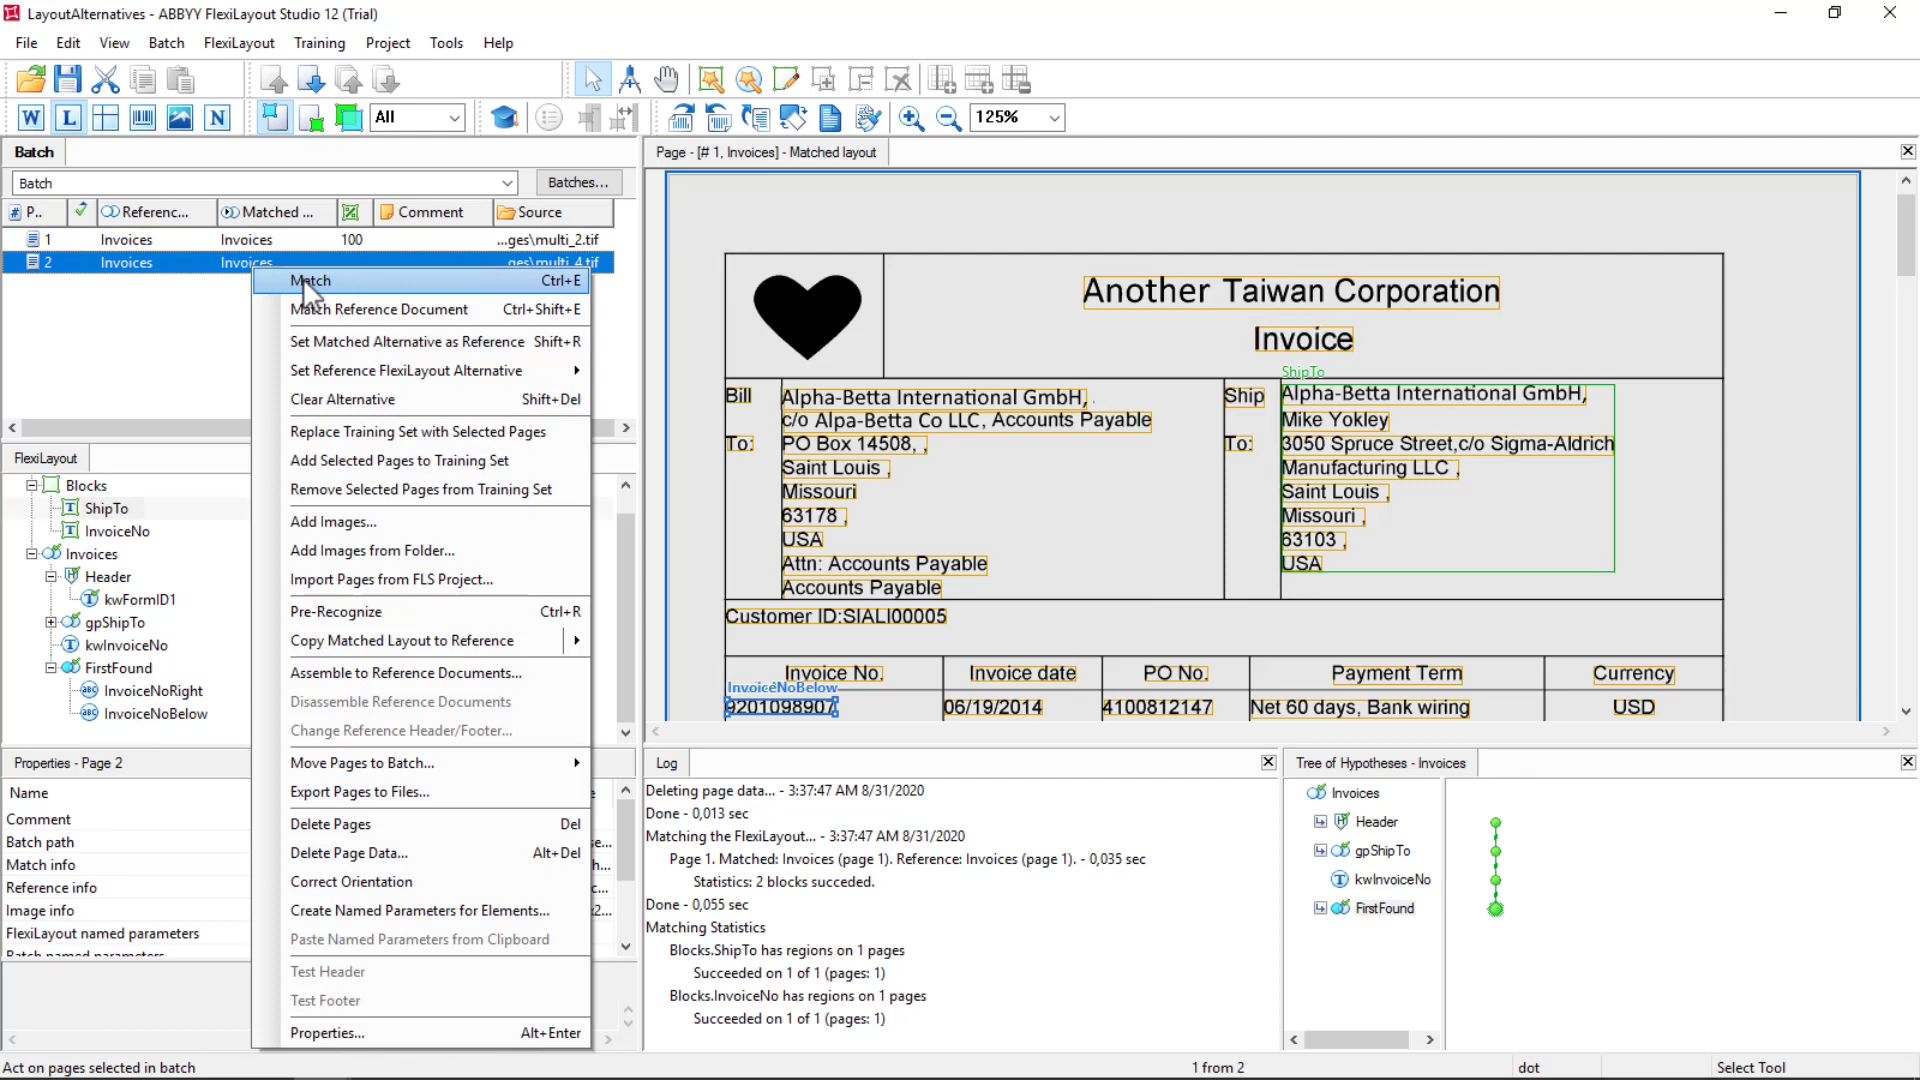 LayoutAlternatives - ABBYY FlexiLayout Studio 12 (Trial)
File Edit View Batch FlexiLayout Training Project Tools Help
W L N All 125%
Batch
Page - [# 1, Invoices] - Matched layout
Batch Batches...
# P.. Referenc... Matched ... Comment Source
1 Invoices Invoices 100 ...ges\multi_2.tif
2 Invoices Invoices ...ges\multi_4.tif
Match Ctrl+E
Match Reference Document Ctrl+Shift+E
Set Matched Alternative as Reference Shift+R
Set Reference FlexiLayout Alternative
Clear Alternative Shift+Del
Replace Training Set with Selected Pages
Add Selected Pages to Training Set
Remove Selected Pages from Training Set
Add Images...
Add Images from Folder...
Import Pages from FLS Project...
Pre-Recognize Ctrl+R
Copy Matched Layout to Reference
Assemble to Reference Documents...
Disassemble Reference Documents
Change Reference Header/Footer...
Move Pages to Batch...
Export Pages to Files...
Delete Pages Del
Delete Page Data... Alt+Del
Correct Orientation
Create Named Parameters for Elements...
Paste Named Parameters from Clipboard
Test Header
Test Footer
Properties... Alt+Enter
FlexiLayout
Blocks
ShipTo
InvoiceNo
Invoices
Header
kwFormID1
gpShipTo
kwInvoiceNo
FirstFound
InvoiceNoRight
InvoiceNoBelow
Properties - Page 2
Name
Comment
Batch path
Match info
Reference info
Image info
FlexiLayout named parameters
Batch named parameters
Another Taiwan Corporation
Invoice
ShipTo
Bill
To:
Alpha-Betta International GmbH, .
c/o Alpa-Betta Co LLC, Accounts Payable
PO Box 14508, ,
Saint Louis ,
Missouri
63178 ,
USA
Attn: Accounts Payable
Accounts Payable
Ship
To:
Alpha-Betta International GmbH,
Mike Yokley
3050 Spruce Street,c/o Sigma-Aldrich
Manufacturing LLC ,
Saint Louis ,
Missouri ,
63103 ,
USA
Customer ID:SIALI00005
Invoice No. Invoice date PO No. Payment Term Currency
InvoiceNoBelow
9201098907 06/19/2014 4100812147 Net 60 days, Bank wiring USD
Log
Deleting page data... - 3:37:47 AM 8/31/2020
Done - 0,013 sec
Matching the FlexiLayout... - 3:37:47 AM 8/31/2020
Page 1. Matched: Invoices (page 1). Reference: Invoices (page 1). - 0,035 sec
Statistics: 2 blocks succeded.
Done - 0,055 sec
Matching Statistics
Blocks.ShipTo has regions on 1 pages
Succeeded on 1 of 1 (pages: 1)
Blocks.InvoiceNo has regions on 1 pages
Succeeded on 1 of 1 (pages: 1)
Tree of Hypotheses - Invoices
Invoices
Header
gpShipTo
kwInvoiceNo
FirstFound
Act on pages selected in batch 1 from 2 dot Select Tool